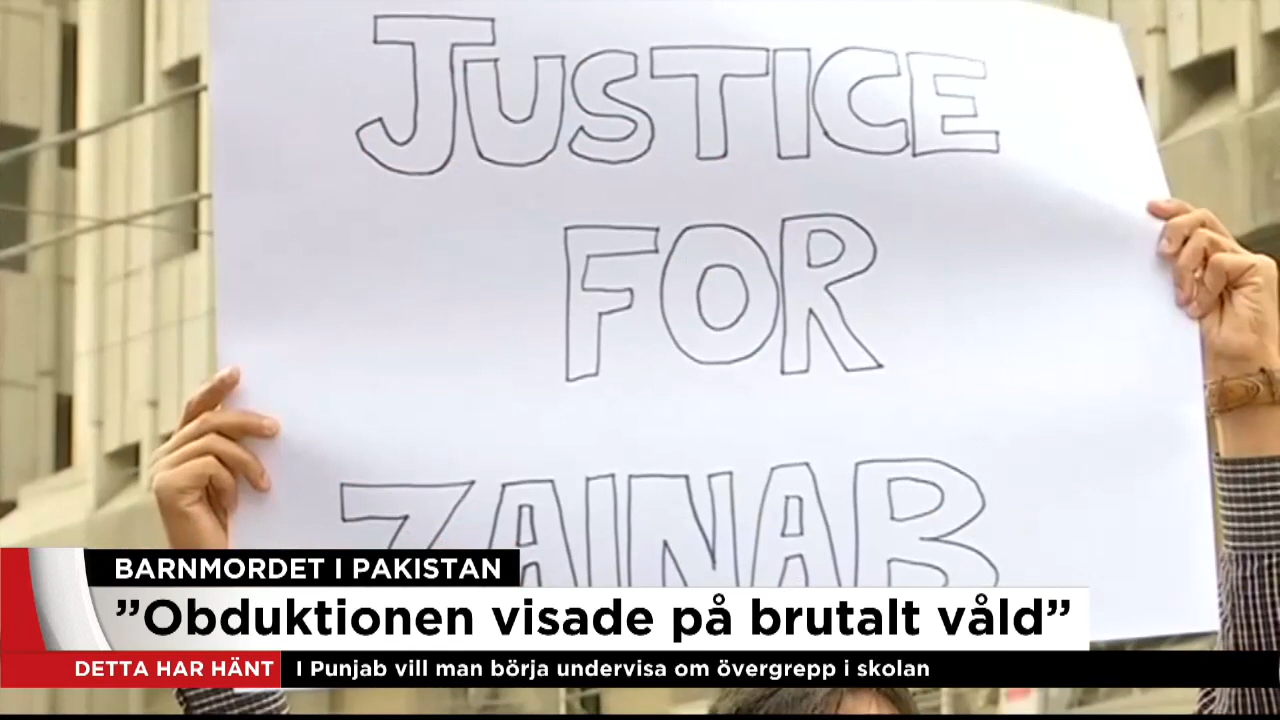 JUSTICE
FOR
ZAINAB
BARNMORDET I PAKISTAN
”Obduktionen visade på brutalt våld”
DETTA HAR HÄNT I Punjab vill man börja undervisa om övergrepp i skolan